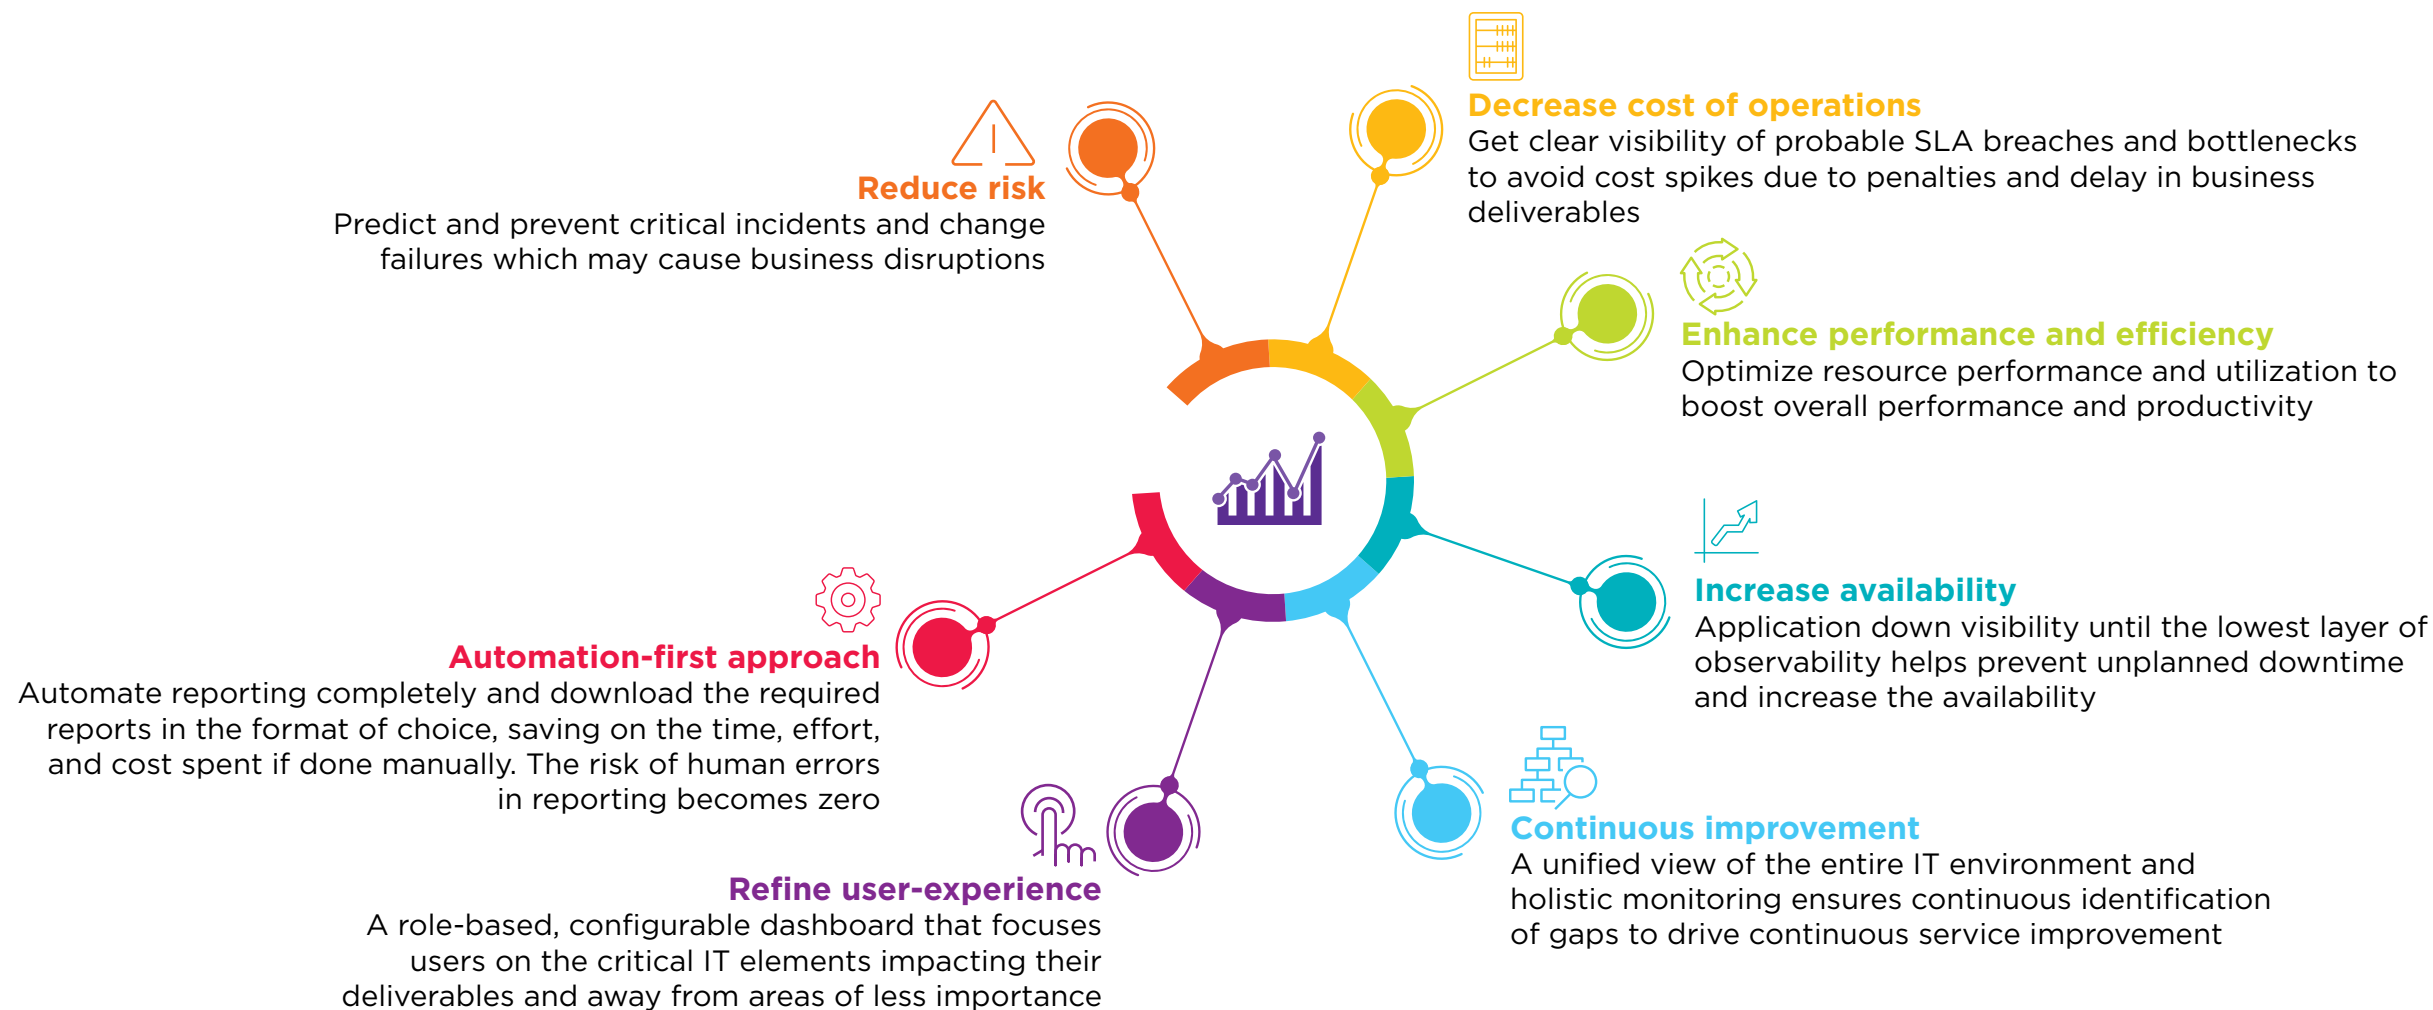 Reduce risk
Predict and prevent critical incidents and change
failures which may cause business disruptions
Decrease cost of operations
Get clear visibility of probable SLA breaches and bottlenecks
to avoid cost spikes due to penalties and delay in business
deliverables
Enhance performance and efficiency
Optimize resource performance and utilization to
boost overall performance and productivity
Increase availability
Application down visibility until the lowest layer of
observability helps prevent unplanned downtime
and increase the availability
Continuous improvement
A unified view of the entire IT environment and
holistic monitoring ensures continuous identification
of gaps to drive continuous service improvement
Refine user-experience
A role-based, configurable dashboard that focuses
users on the critical IT elements impacting their
deliverables and away from areas of less importance
Automation-first approach
Automate reporting completely and download the required
reports in the format of choice, saving on the time, effort,
and cost spent if done manually. The risk of human errors
in reporting becomes zero